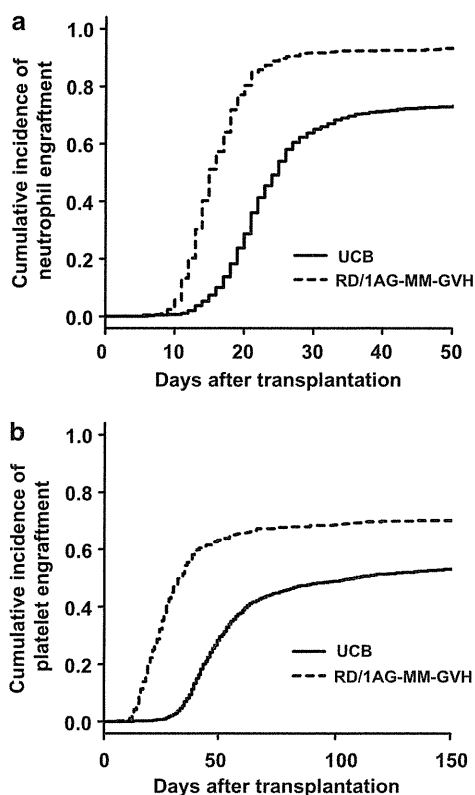 a
Cumulative incidence of
neutrophil engraftment
1.0
0.8
0.6
0.4
0.2
0.0
UCB
RD/1AG-MM-GVH
0 10 20 30 40 50
Days after transplantation
b
Cumulative incidence of
platelet engraftment
1.0
0.8
0.6
0.4
0.2
0.0
UCB
RD/1AG-MM-GVH
0 50 100 150
Days after transplantation